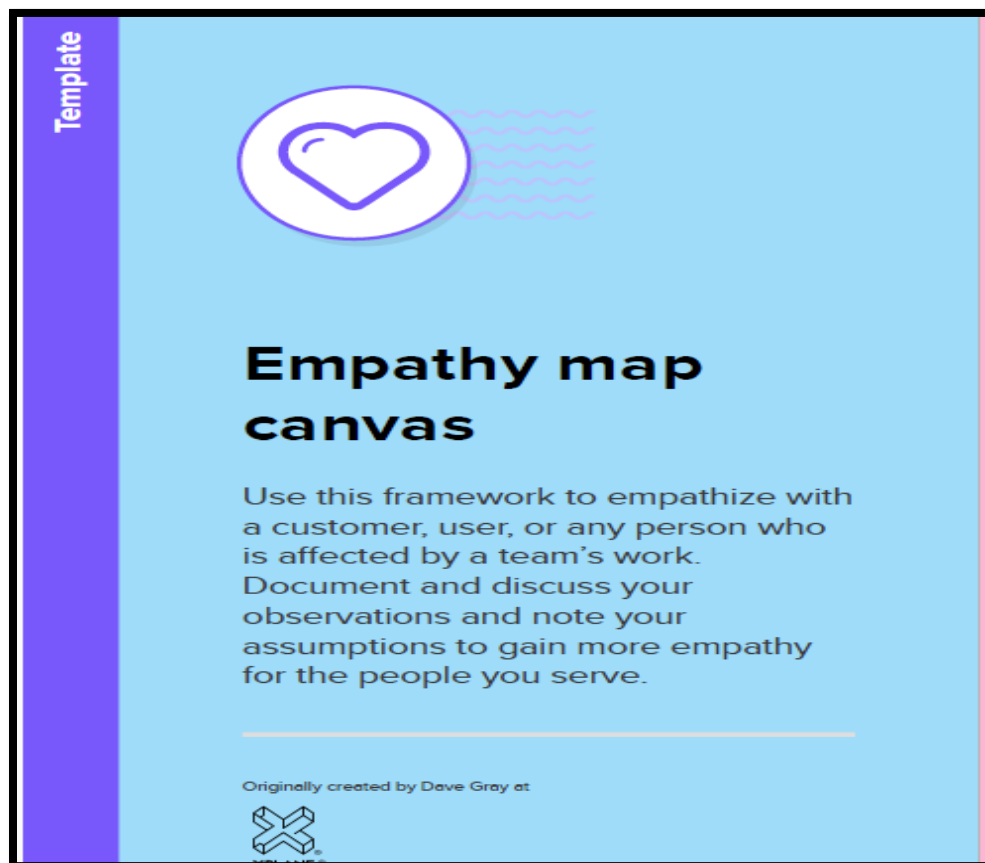 Template
Empathy map
canvas
Use this framework to empathize with
a customer, user, or any person who
is affected by a team’s work.
Document and discuss your
observations and note your
assumptions to gain more empathy
for the people you serve.
Originally created by Dave Gray at
XPLANE®